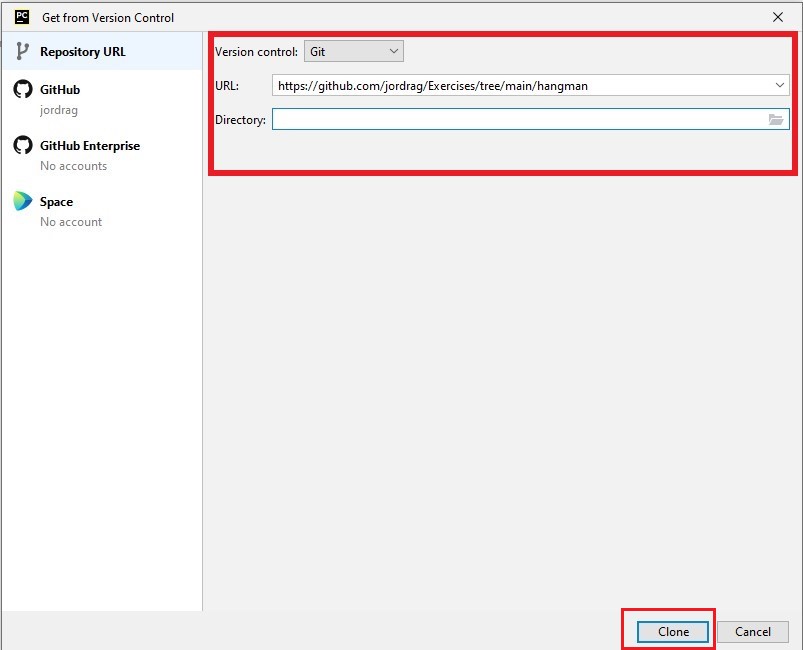 PC Get from Version Control
Repository URL
GitHub
jordrag
GitHub Enterprise
No accounts
Space
No account
Version control: Git
URL: https://github.com/jordrag/Exercises/tree/main/hangman
Directory:
Clone
Cancel